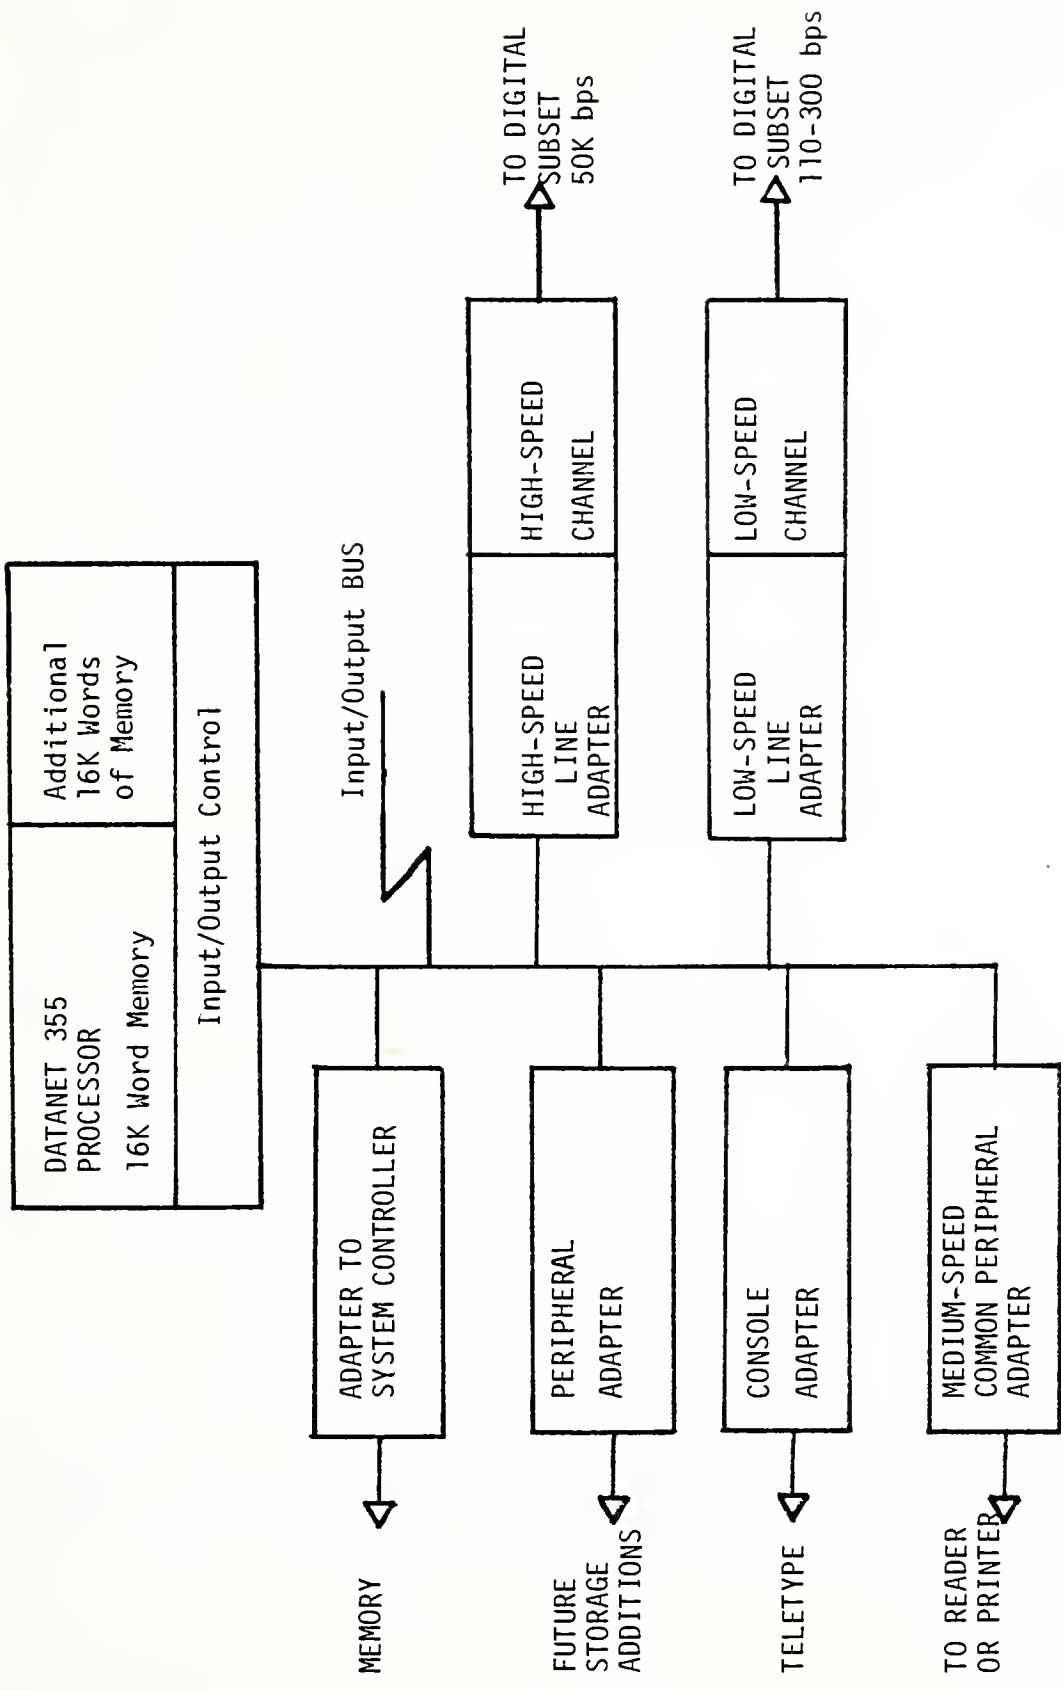 DATANET 355
PROCESSOR
16K Word Memory
Additional
16K Words
of Memory
Input/Output Control
Input/Output BUS
MEMORY
ADAPTER TO
SYSTEM CONTROLLER
FUTURE
STORAGE
ADDITIONS
PERIPHERAL
ADAPTER
HIGH-SPEED
LINE
ADAPTER
HIGH-SPEED
CHANNEL
TO DIGITAL
SUBSET
50K bps
TELETYPE
CONSOLE
ADAPTER
LOW-SPEED
LINE
ADAPTER
LOW-SPEED
CHANNEL
TO DIGITAL
SUBSET
110-300 bps
TO READER
OR PRINTER
MEDIUM-SPEED
COMMON PERIPHERAL
ADAPTER